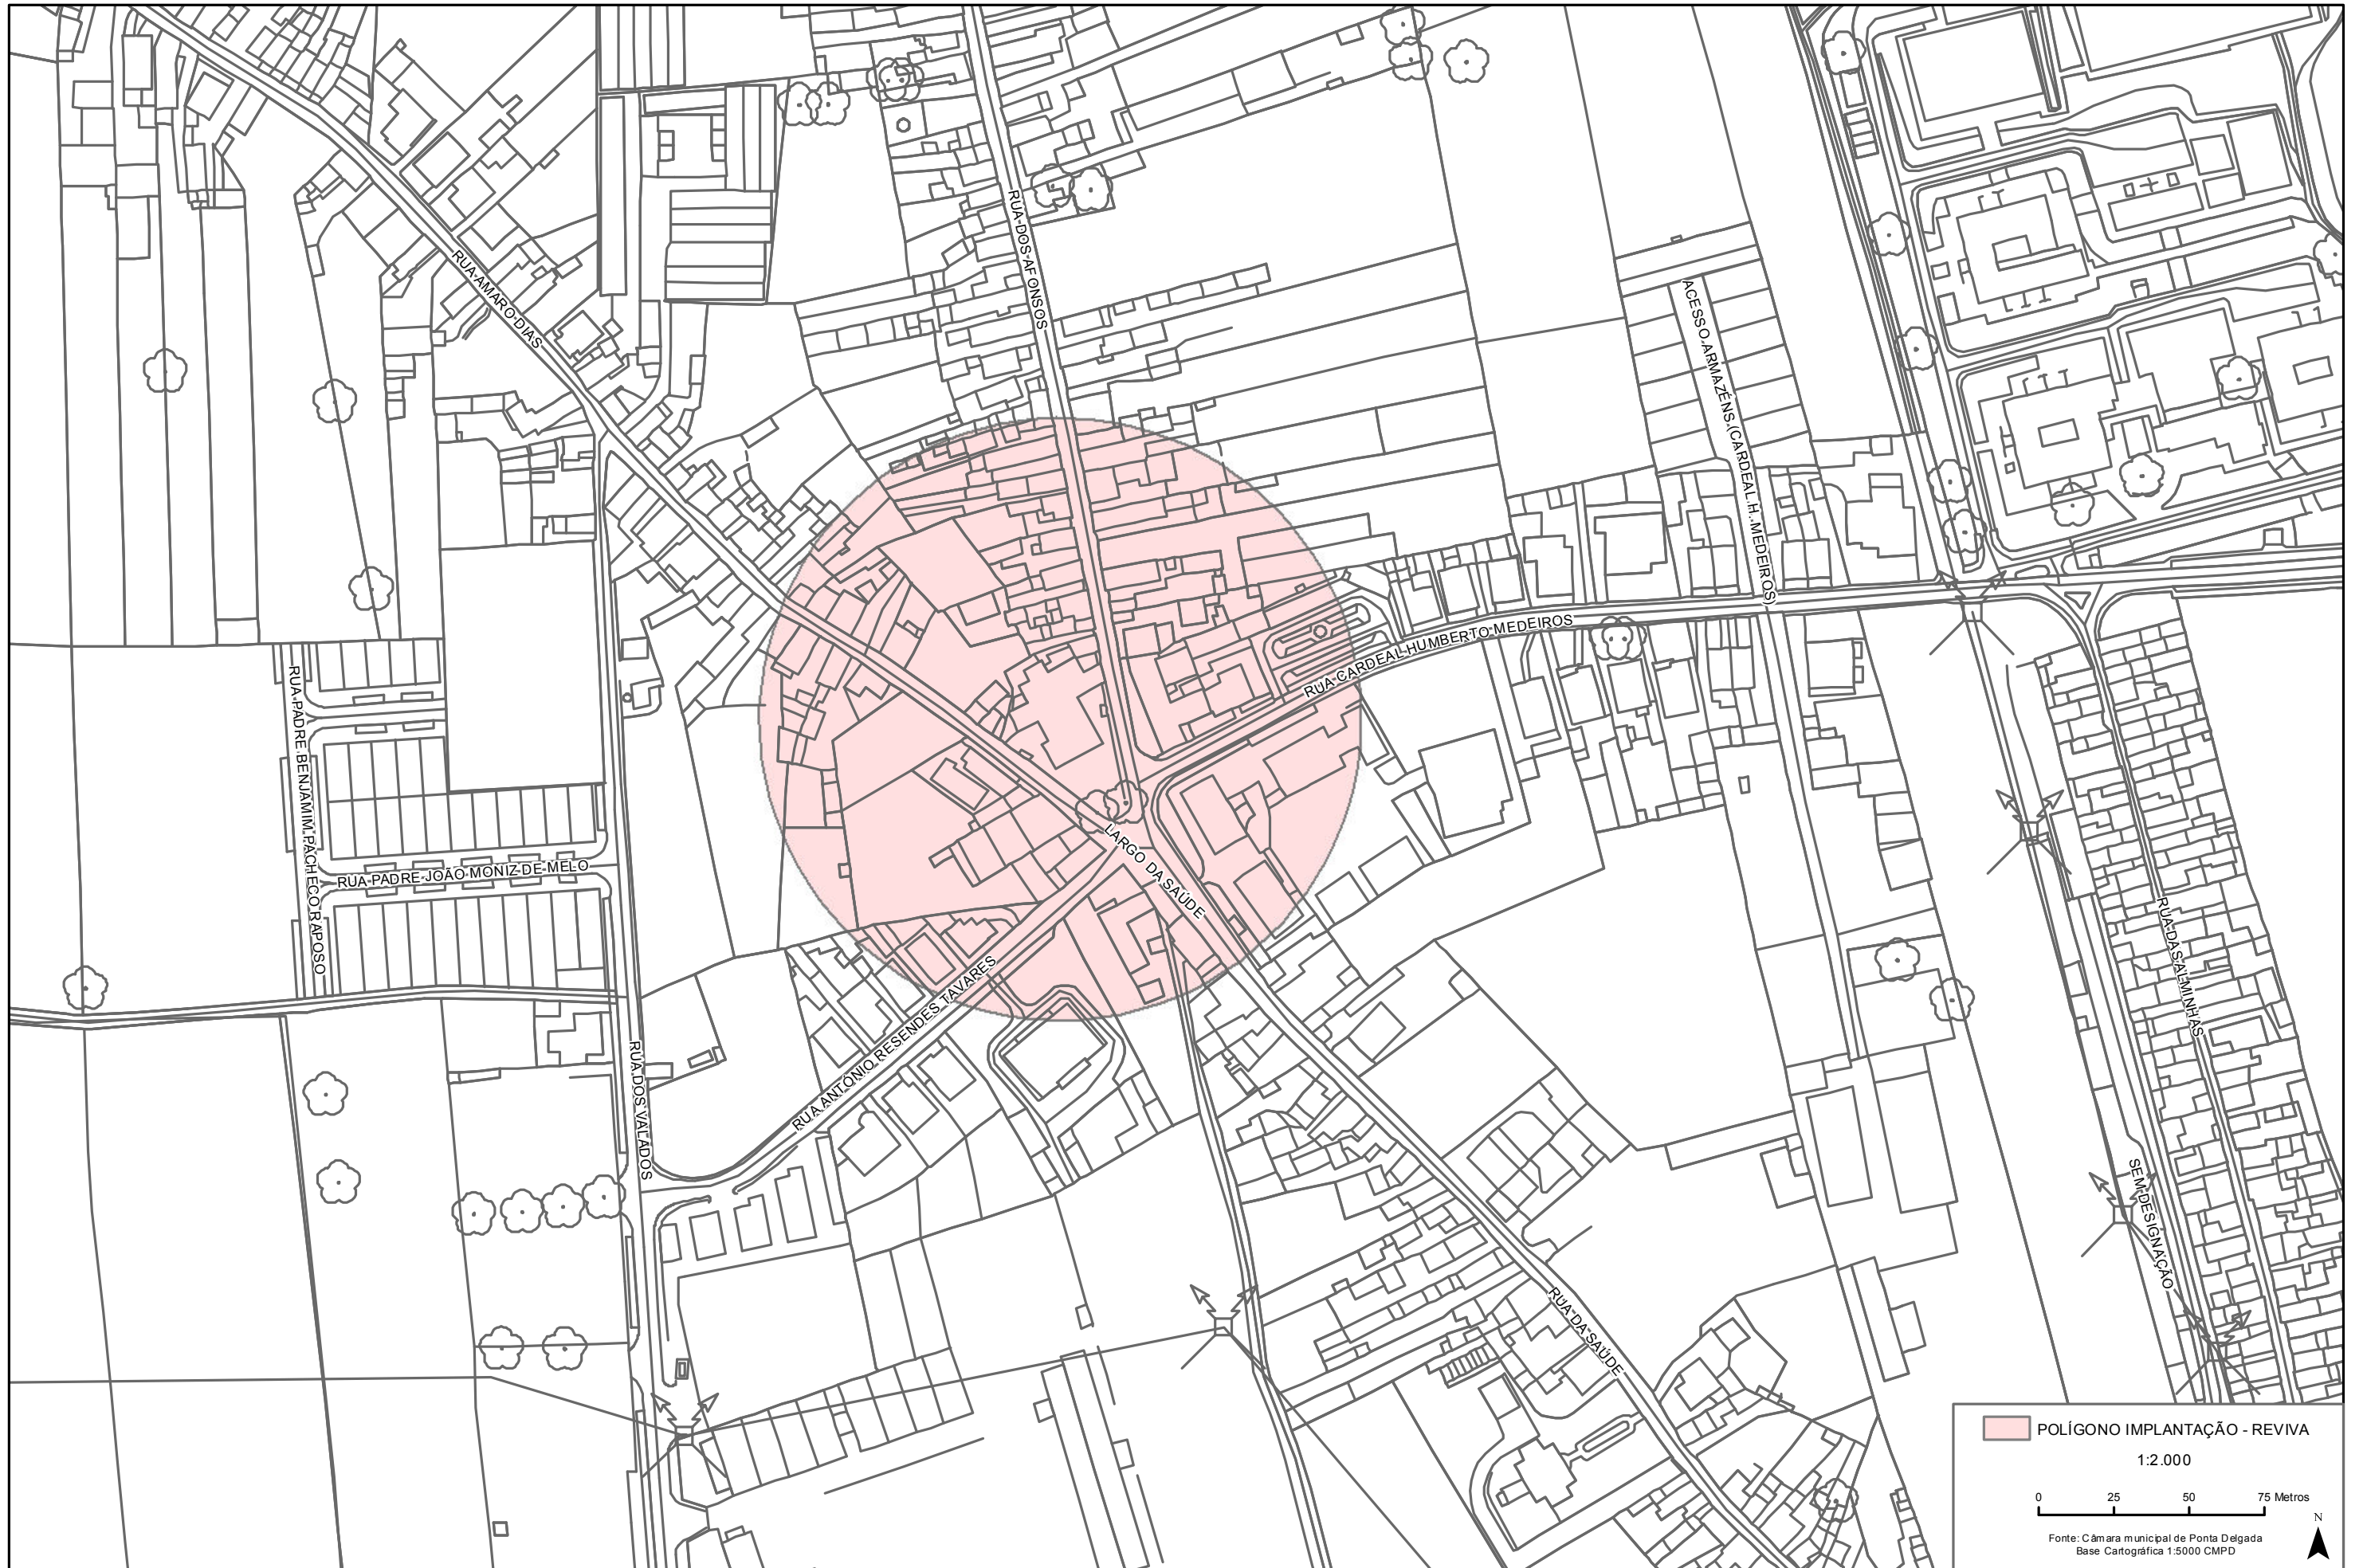 RUA DOS AFONSOS
RUA AMARO DIAS
ACESSO ARMAZÉNS (CARDEAL H. MEDEIROS)
RUA CARDEAL HUMBERTO MEDEIROS
RUA PADRE BENJAMIM PACHECO RAPOSO
RUA PADRE JOÃO MONIZ DE MELO
LARGO DA SAÚDE
RUA DAS ALMINHAS
RUA ANTÓNIO RESENDES TAVARES
RUA DOS VALADOS
SEM DESIGNAÇÃO
RUA DA SAÚDE
POLÍGONO IMPLANTAÇÃO - REVIVA
1:2.000
0 25 50 75 Metros
N
Fonte: Câmara municipal de Ponta Delgada
Base Cartográfica 1:5000 CMPD